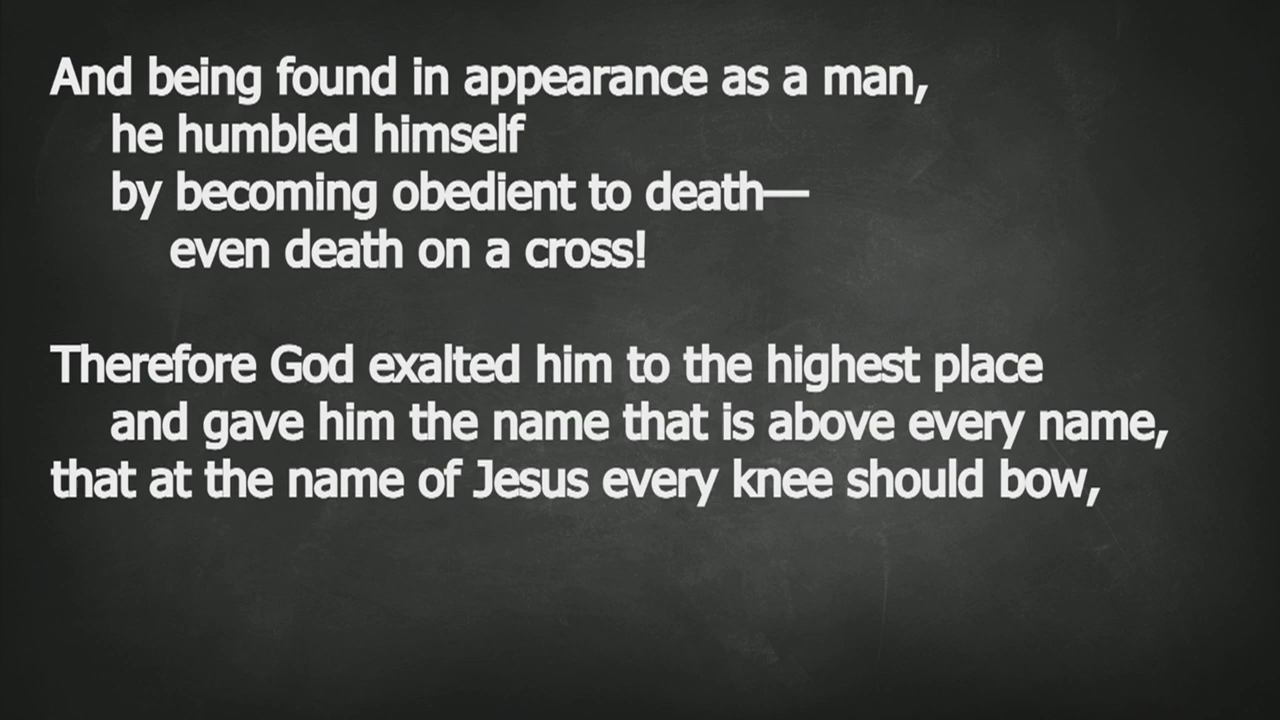 And being found in appearance as a man,
he humbled himself
by becoming obedient to death—
even death on a cross!
Therefore God exalted him to the highest place
and gave him the name that is above every name,
that at the name of Jesus every knee should bow,